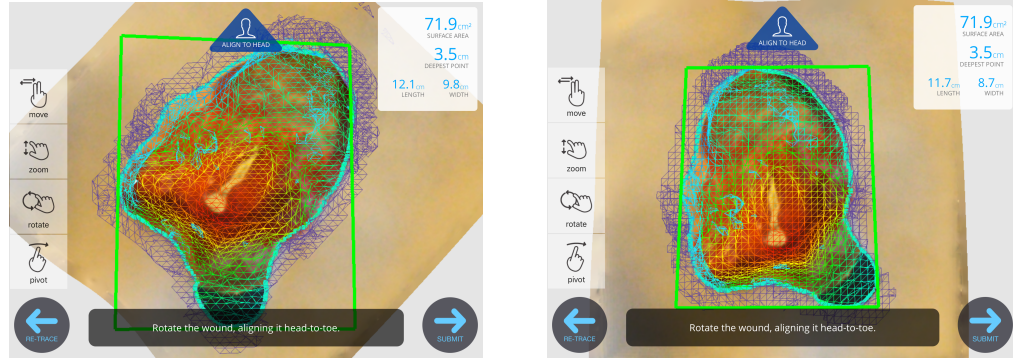 ALIGN TO HEAD
71.9cm²
SURFACE AREA
3.5cm
DEEPEST POINT
12.1cm 9.8cm
LENGTH WIDTH
move
zoom
rotate
pivot
RE-TRACE
Rotate the wound, aligning it head-to-toe.
SUBMIT
ALIGN TO HEAD
71.9cm²
SURFACE AREA
3.5cm
DEEPEST POINT
11.7cm 8.7cm
LENGTH WIDTH
move
zoom
rotate
pivot
RE-TRACE
Rotate the wound, aligning it head-to-toe.
SUBMIT